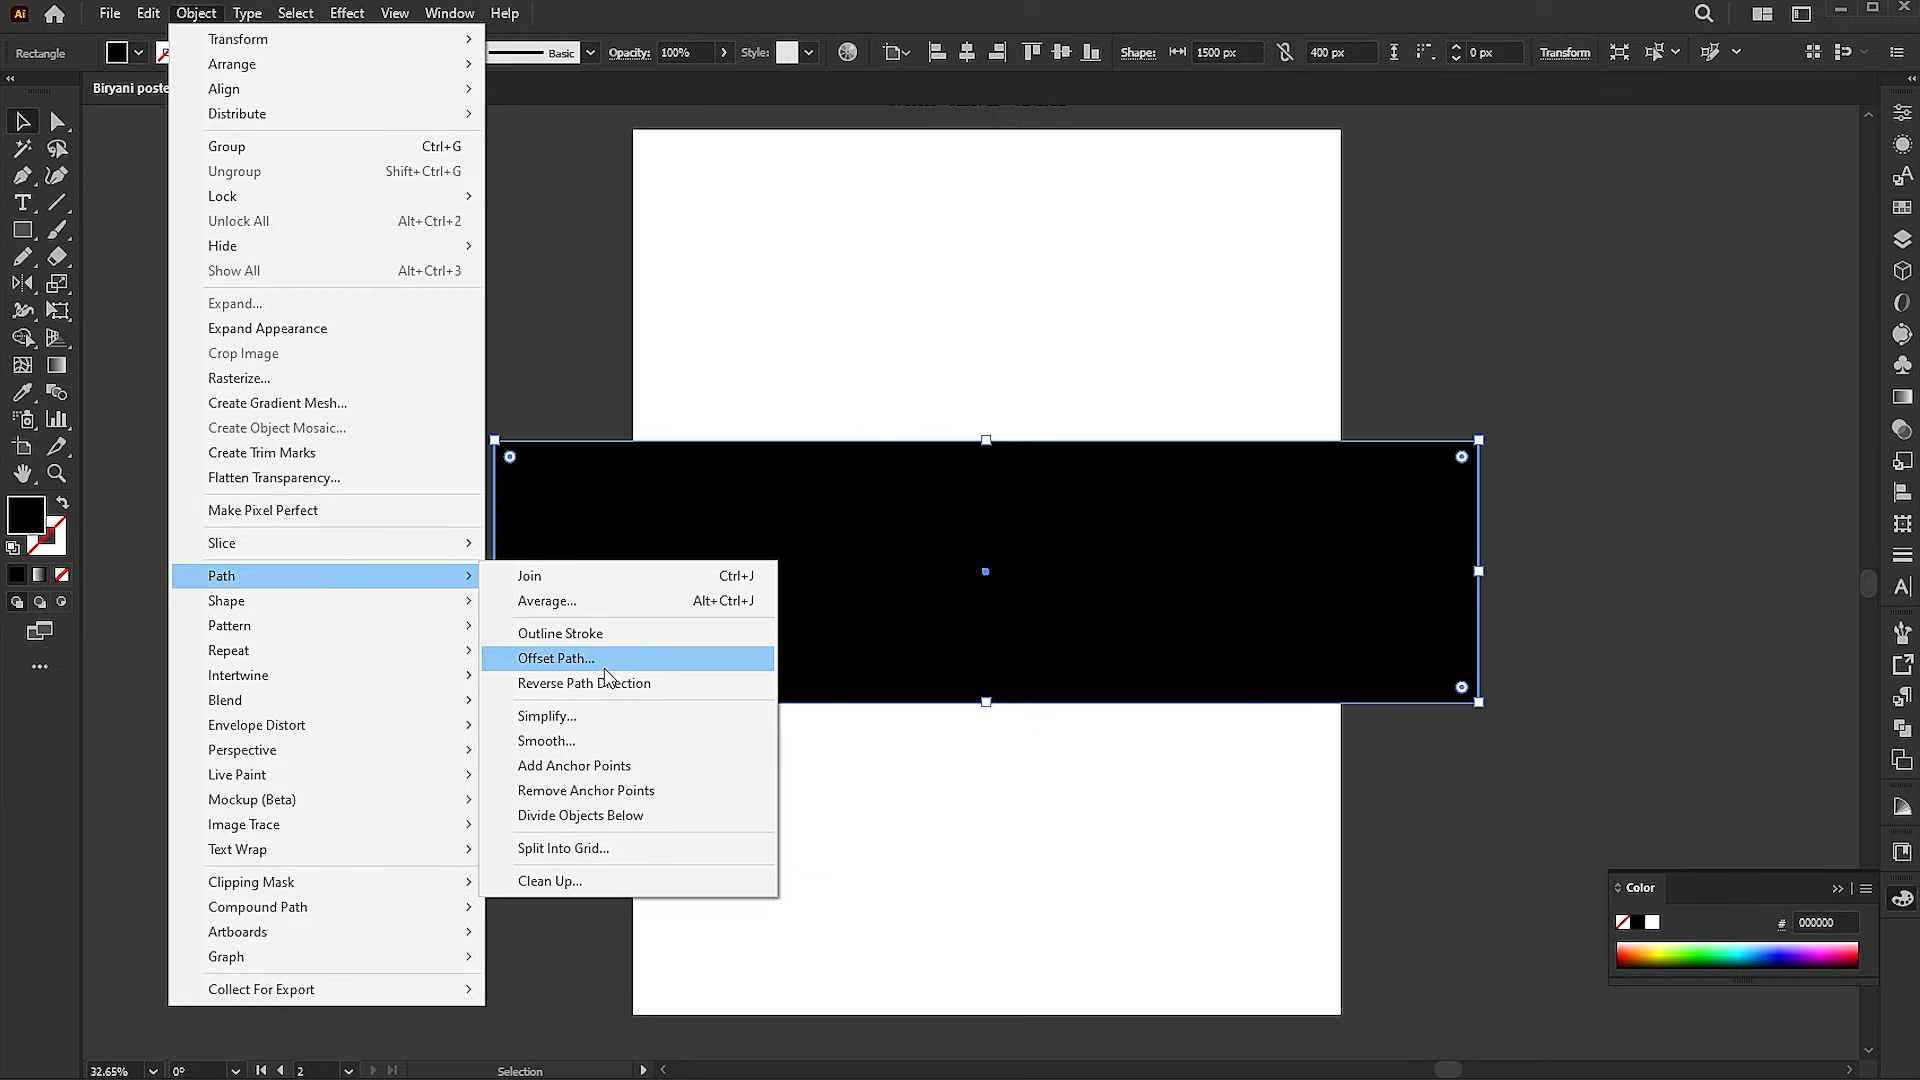 Ai File Edit Object Type Select Effect View Window Help
Rectangle Basic Opacity: 100% Style: Shape: 1500 px 400 px 0 px Transform
Biryani poste
Transform
Arrange
Align
Distribute
Group Ctrl+G
Ungroup Shift+Ctrl+G
Lock
Unlock All Alt+Ctrl+2
Hide
Show All Alt+Ctrl+3
Expand...
Expand Appearance
Crop Image
Rasterize...
Create Gradient Mesh...
Create Object Mosaic...
Create Trim Marks
Flatten Transparency...
Make Pixel Perfect
Slice
Path
Shape
Pattern
Repeat
Intertwine
Blend
Envelope Distort
Perspective
Live Paint
Mockup (Beta)
Image Trace
Text Wrap
Clipping Mask
Compound Path
Artboards
Graph
Collect For Export
Join Ctrl+J
Average... Alt+Ctrl+J
Outline Stroke
Offset Path...
Reverse Path Direction
Simplify...
Smooth...
Add Anchor Points
Remove Anchor Points
Divide Objects Below
Split Into Grid...
Clean Up...
Color
# 000000
32.65% 0° 2 Selection